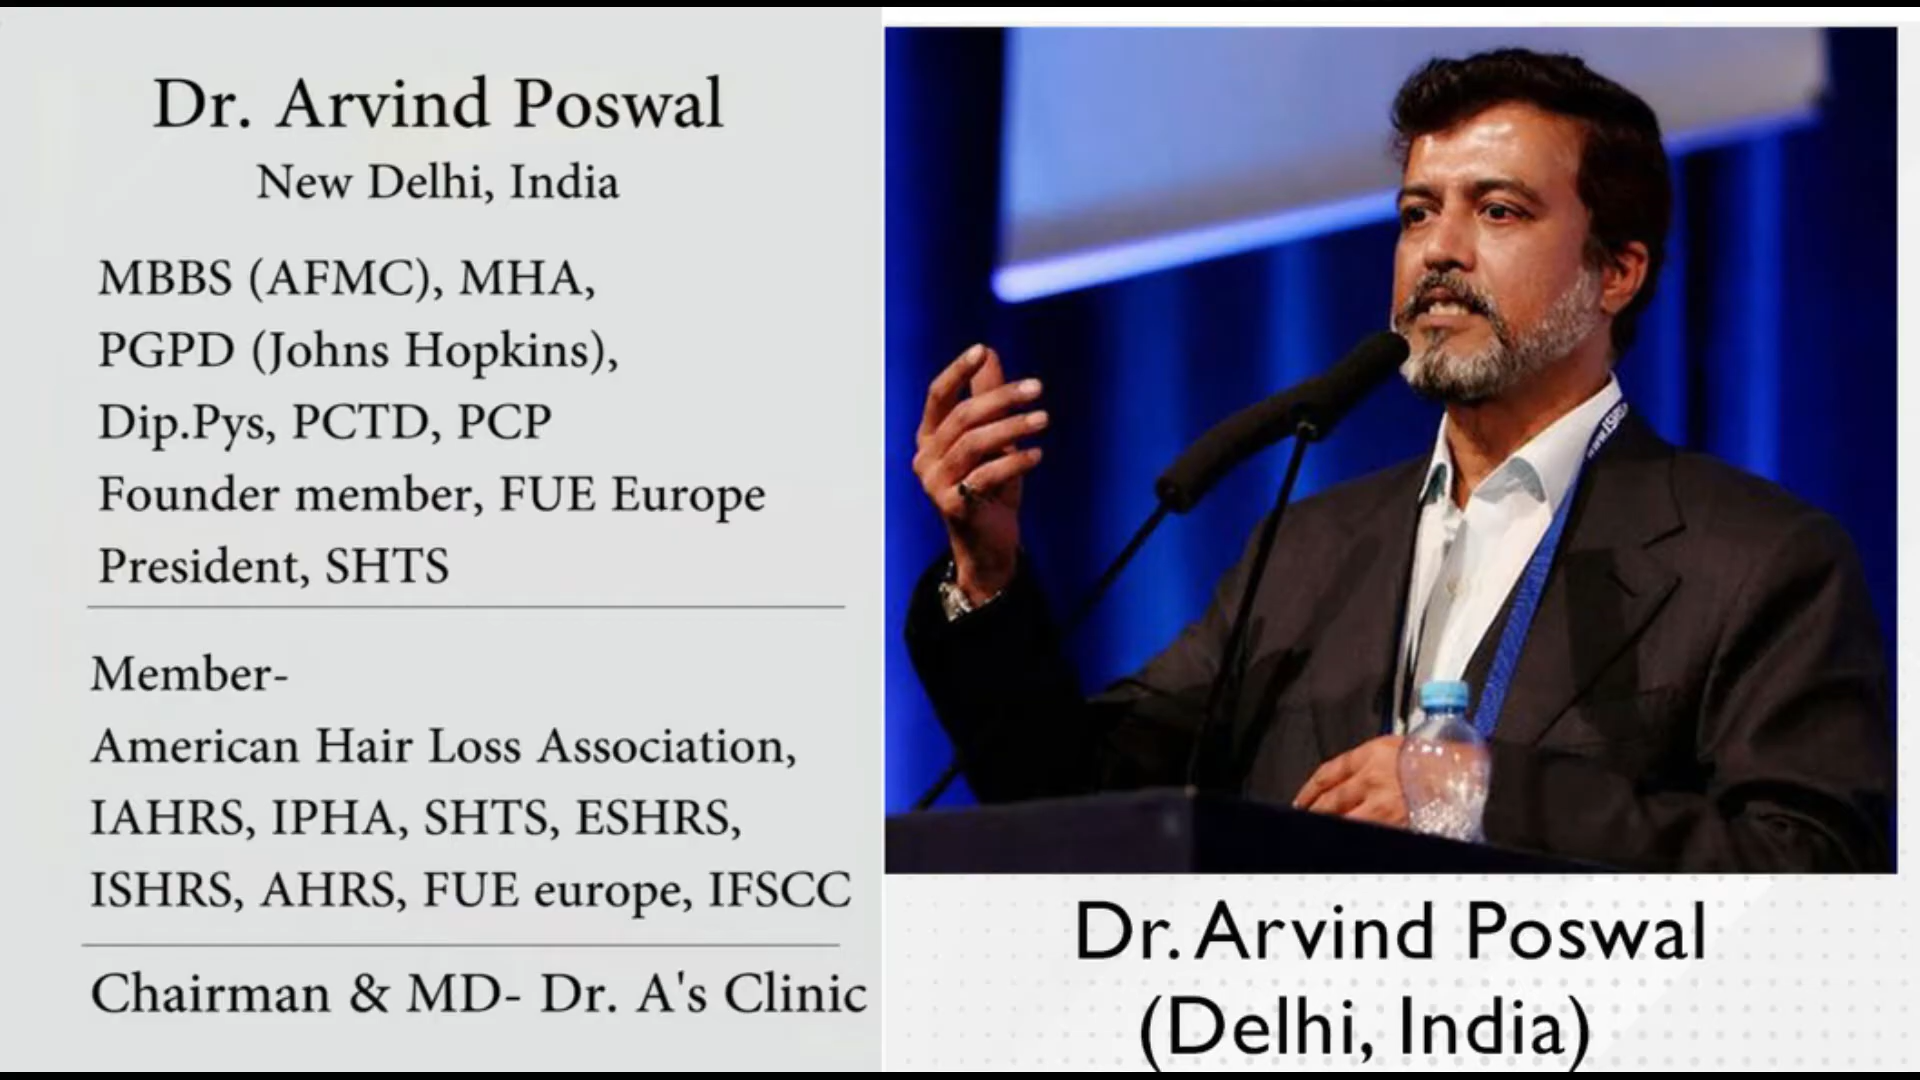 Dr. Arvind Poswal
New Delhi, India
MBBS (AFMC), MHA,
PGPD (Johns Hopkins),
Dip.Pys, PCTD, PCP
Founder member, FUE Europe
President, SHTS
Member-
American Hair Loss Association,
IAHRS, IPHA, SHTS, ESHRS,
ISHRS, AHRS, FUE europe, IFSCC
Chairman & MD- Dr. A's Clinic
Dr. Arvind Poswal
(Delhi, India)